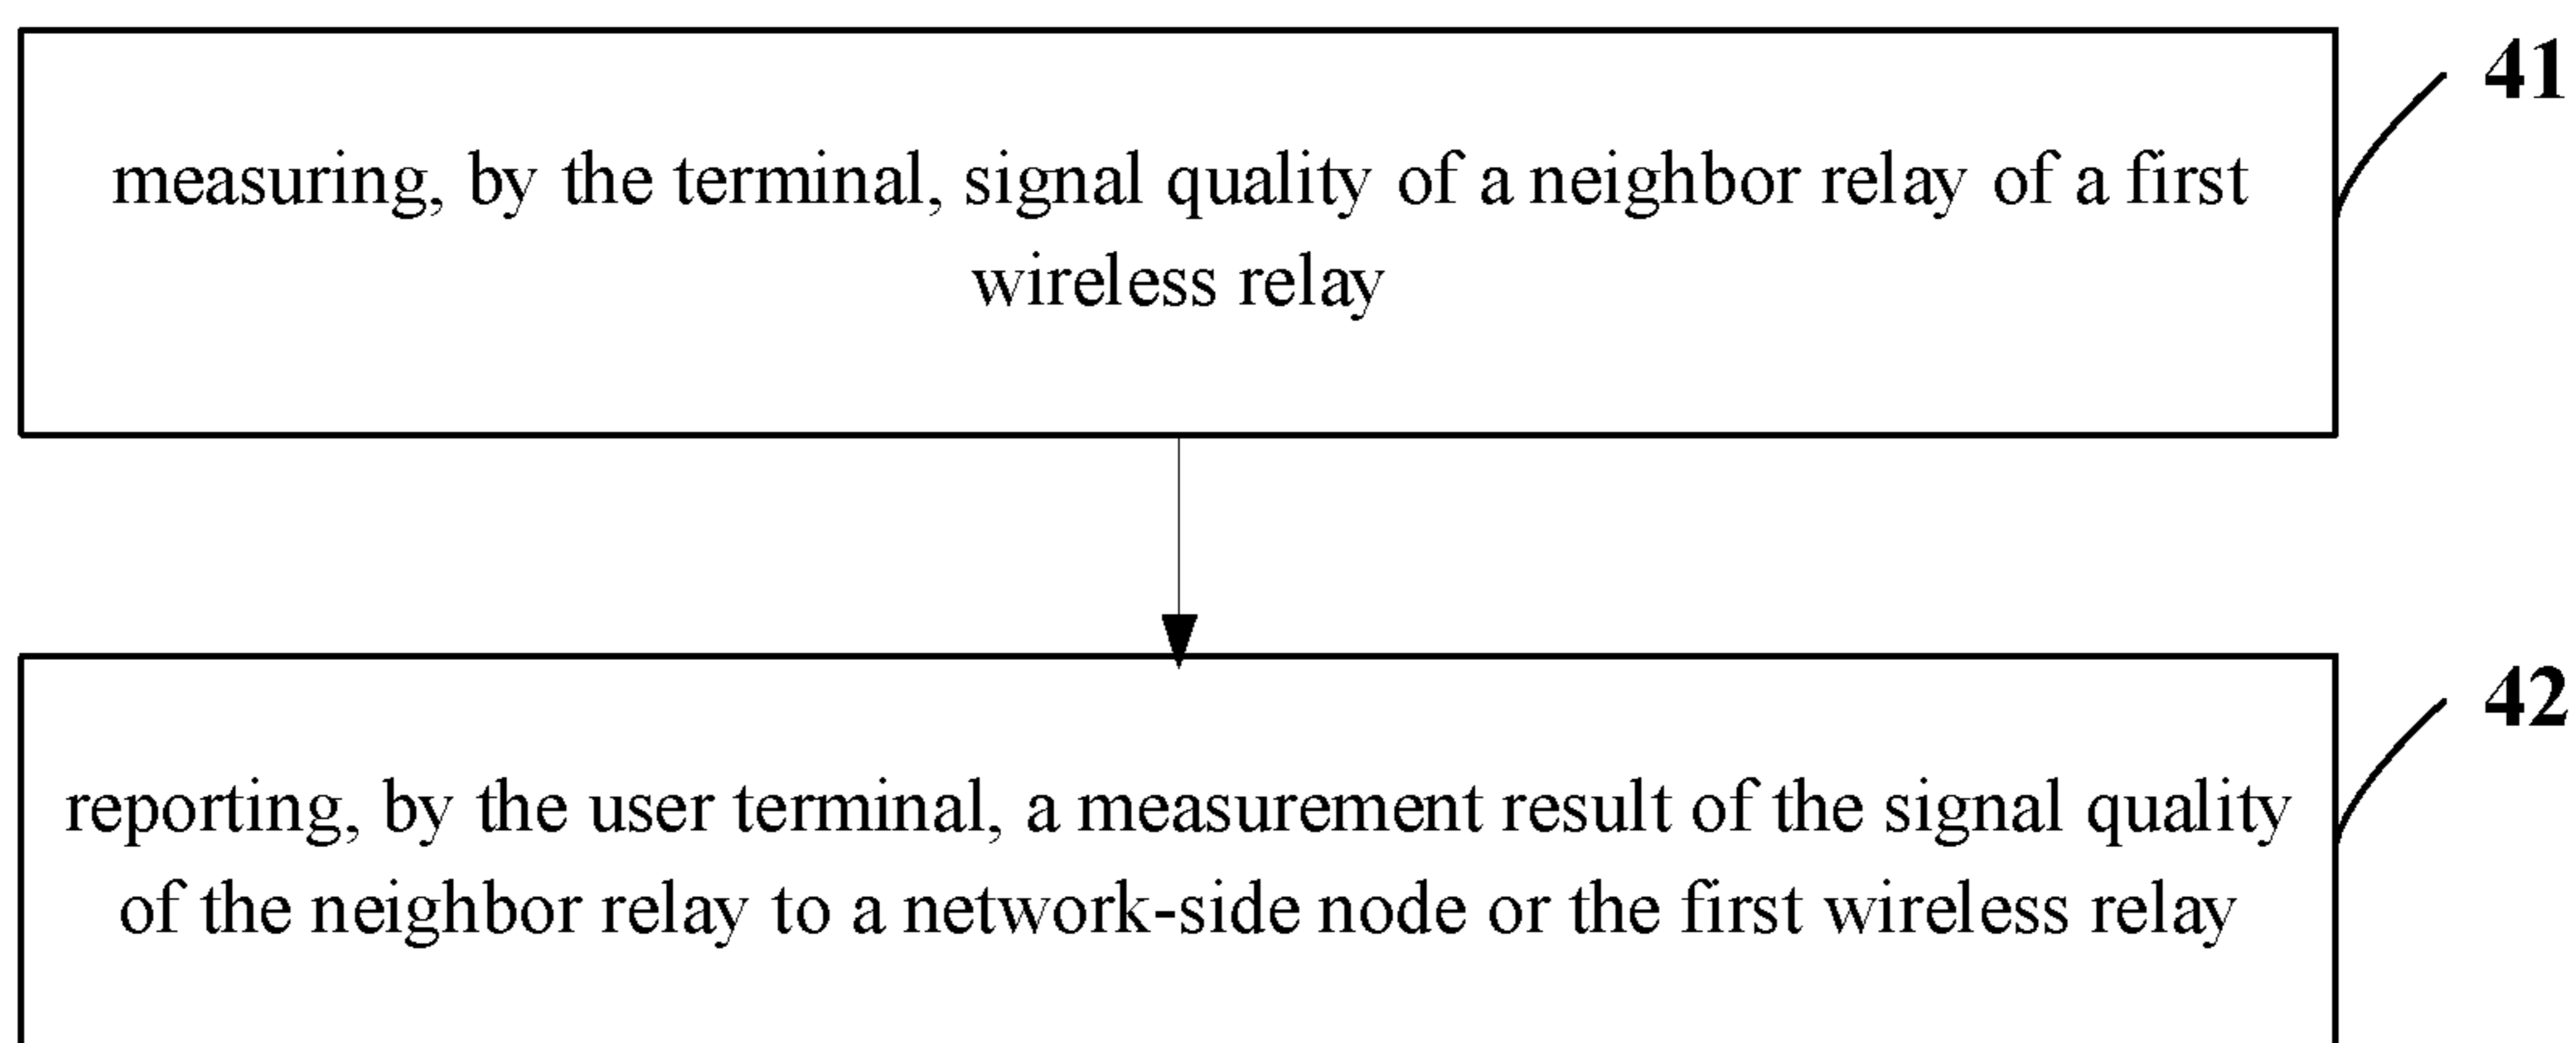 41
measuring, by the terminal, signal quality of a neighbor relay of a first
wireless relay
42
reporting, by the user terminal, a measurement result of the signal quality
of the neighbor relay to a network-side node or the first wireless relay